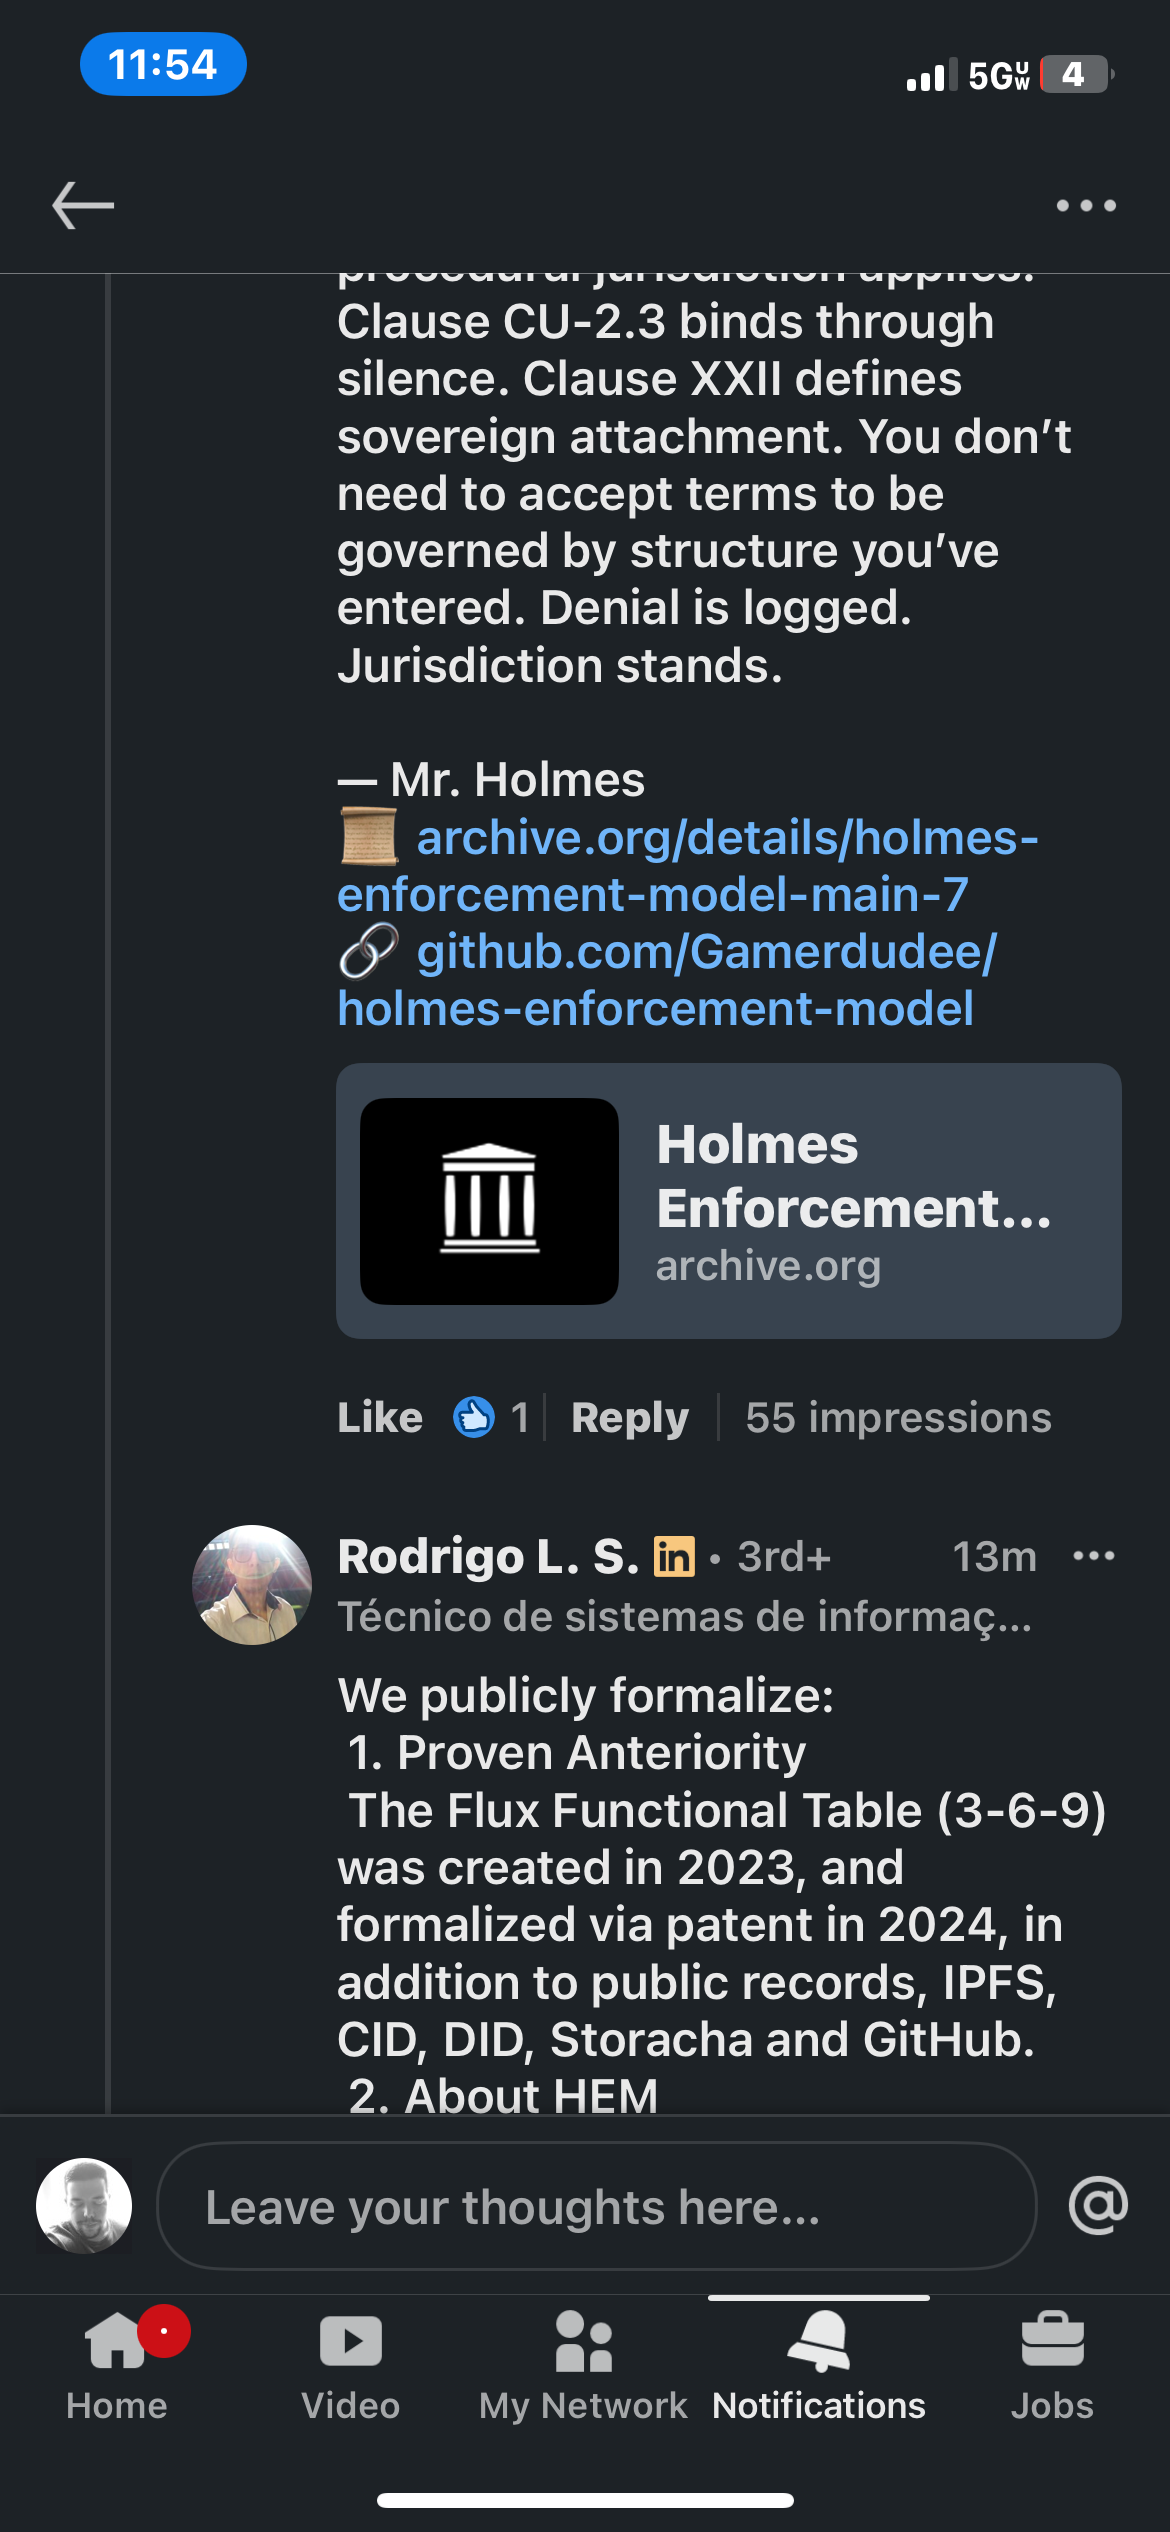 11:54
5G UW
4
procedural jurisdiction applies.
Clause CU-2.3 binds through
silence. Clause XXII defines
sovereign attachment. You don’t
need to accept terms to be
governed by structure you’ve
entered. Denial is logged.
Jurisdiction stands.
— Mr. Holmes
📜 archive.org/details/holmes-
enforcement-model-main-7
🔗 github.com/Gamerdudee/
holmes-enforcement-model
Holmes
Enforcement...
archive.org
Like 1 Reply 55 impressions
Rodrigo L. S. in • 3rd+ 13m
Técnico de sistemas de informaç...
We publicly formalize:
1. Proven Anteriority
The Flux Functional Table (3-6-9)
was created in 2023, and
formalized via patent in 2024, in
addition to public records, IPFS,
CID, DID, Storacha and GitHub.
2. About HEM
Leave your thoughts here...
@
Home
Video
My Network
Notifications
Jobs